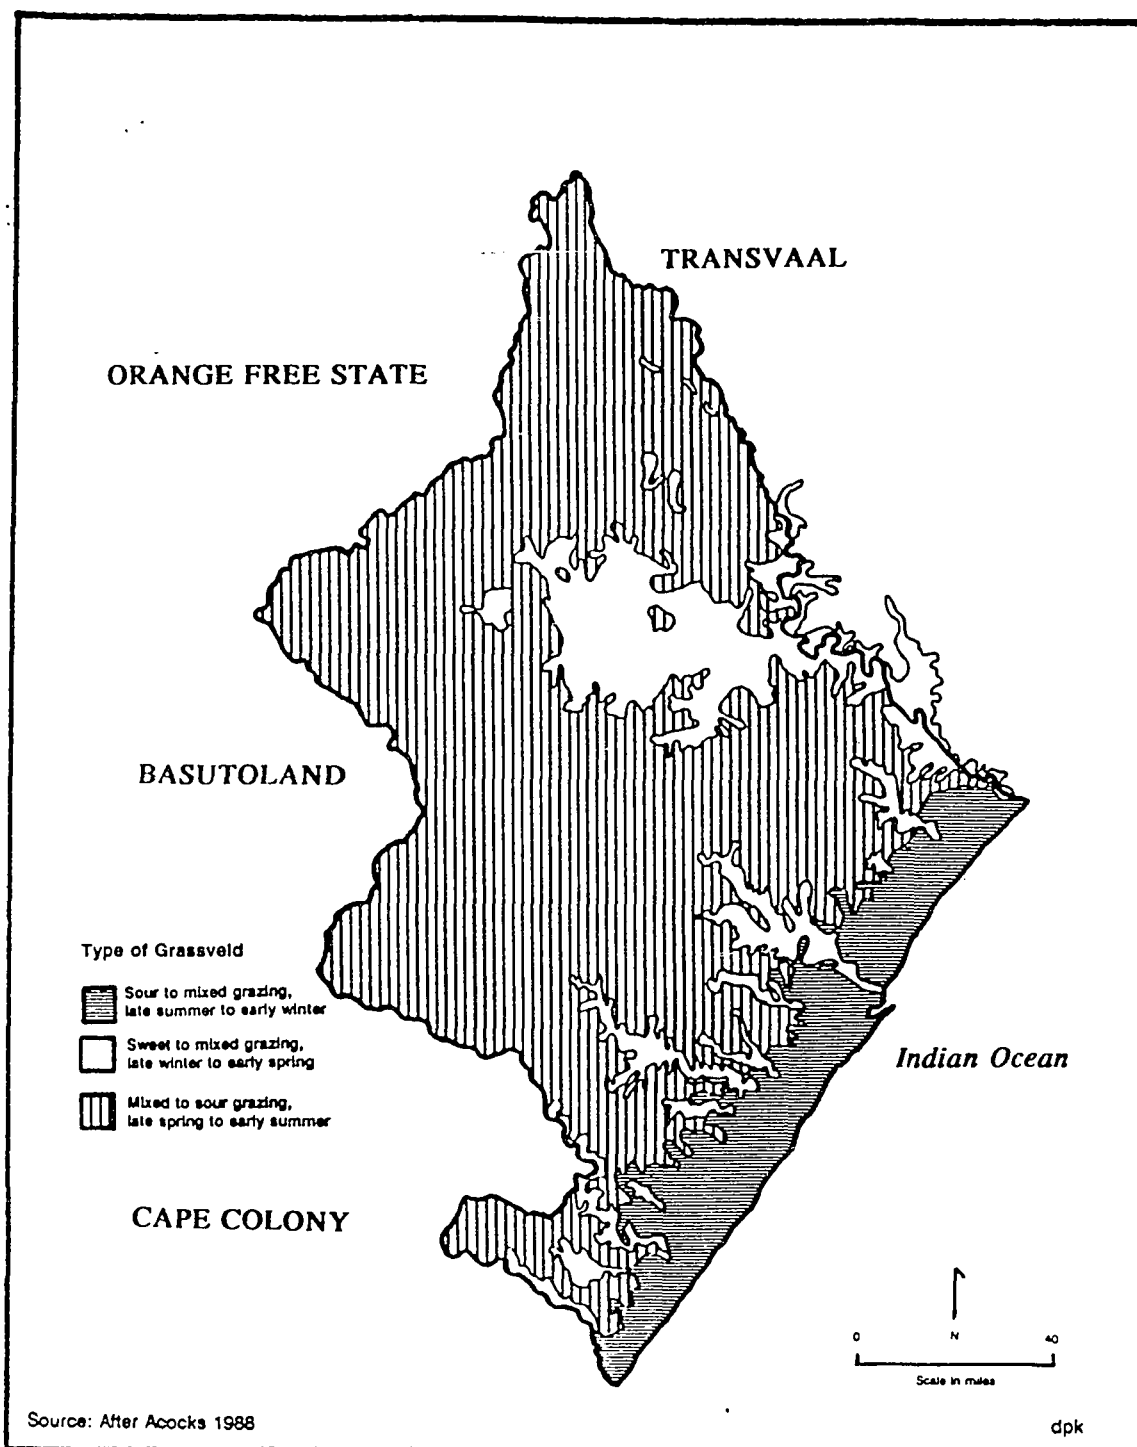 TRANSVAAL
ORANGE FREE STATE
BASUTOLAND
Type of Grassveld
Sour to mixed grazing,
late summer to early winter
Sweet to mixed grazing,
late winter to early spring
Mixed to sour grazing,
late spring to early summer
Indian Ocean
CAPE COLONY
0 N 40
Scale in miles
Source: After Acocks 1988
dpk